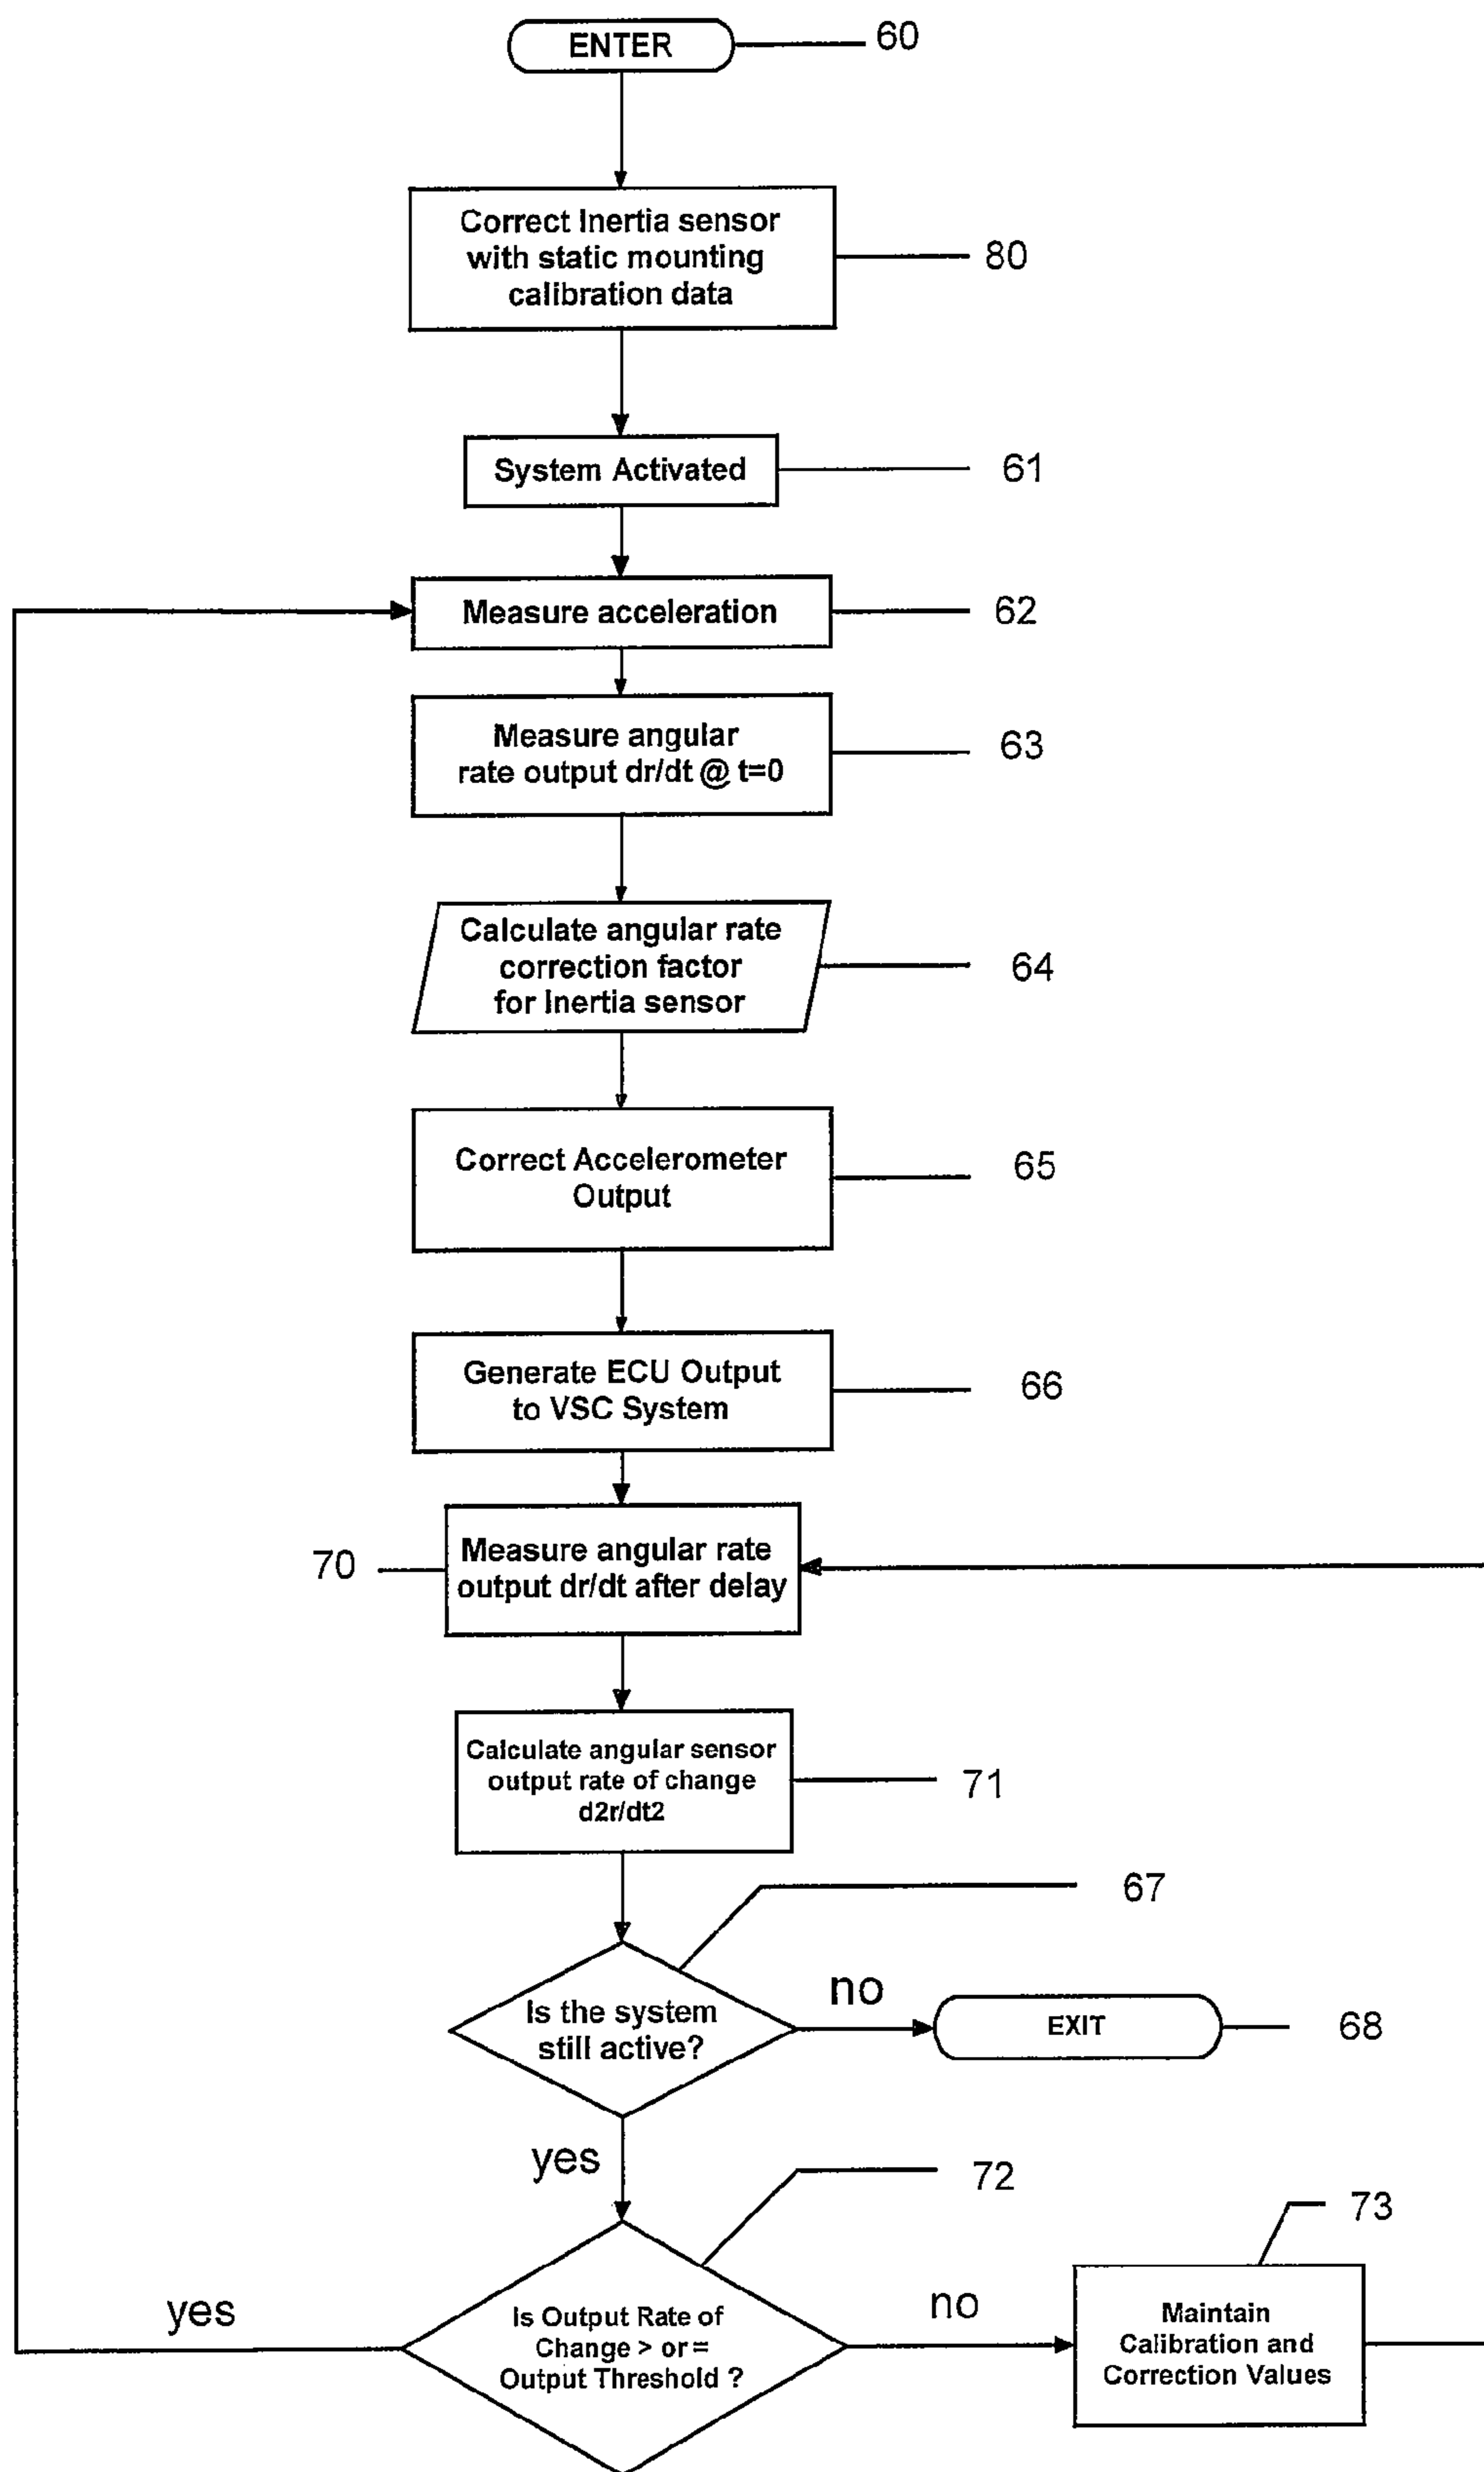 ENTER
60
Correct Inertia sensor
with static mounting
calibration data
80
System Activated
61
Measure acceleration
62
Measure angular
rate output dr/dt @ t=0
63
Calculate angular rate
correction factor
for Inertia sensor
64
Correct Accelerometer
Output
65
Generate ECU Output
to VSC System
66
70
Measure angular rate
output dr/dt after delay
Calculate angular sensor
output rate of change
d2r/dt2
71
67
Is the system
still active?
no
EXIT
68
yes
72
73
yes
Is Output Rate of
Change > or =
Output Threshold ?
no
Maintain
Calibration and
Correction Values